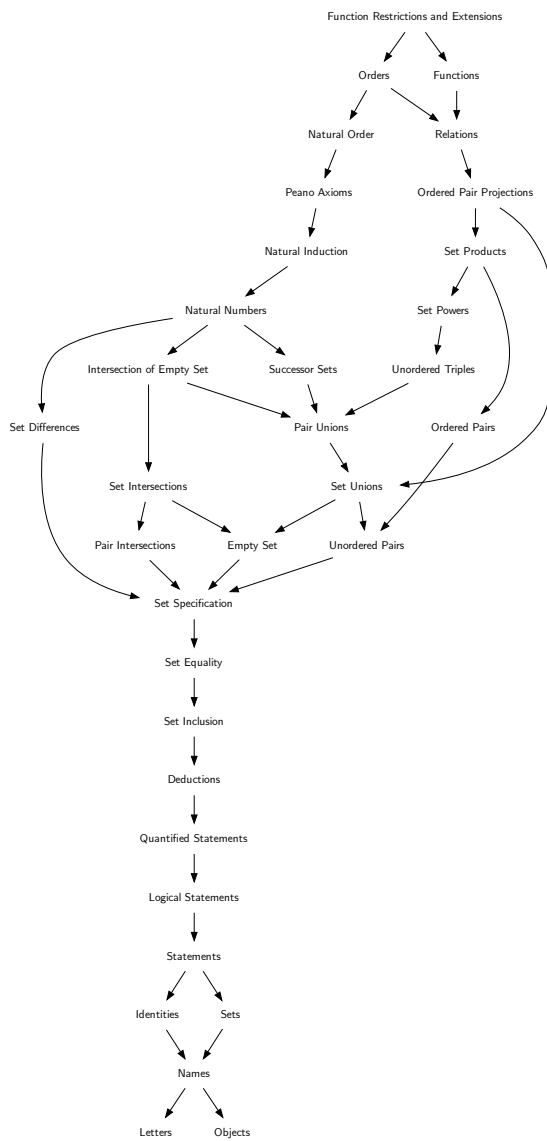 Function Restrictions and Extensions
Orders
Functions
Natural Order
Relations
Peano Axioms
Ordered Pair Projections
Natural Induction
Set Products
Natural Numbers
Set Powers
Intersection of Empty Set
Successor Sets
Unordered Triples
Set Differences
Pair Unions
Ordered Pairs
Set Intersections
Set Unions
Pair Intersections
Empty Set
Unordered Pairs
Set Specification
Set Equality
Set Inclusion
Deductions
Quantified Statements
Logical Statements
Statements
Identities
Sets
Names
Letters
Objects